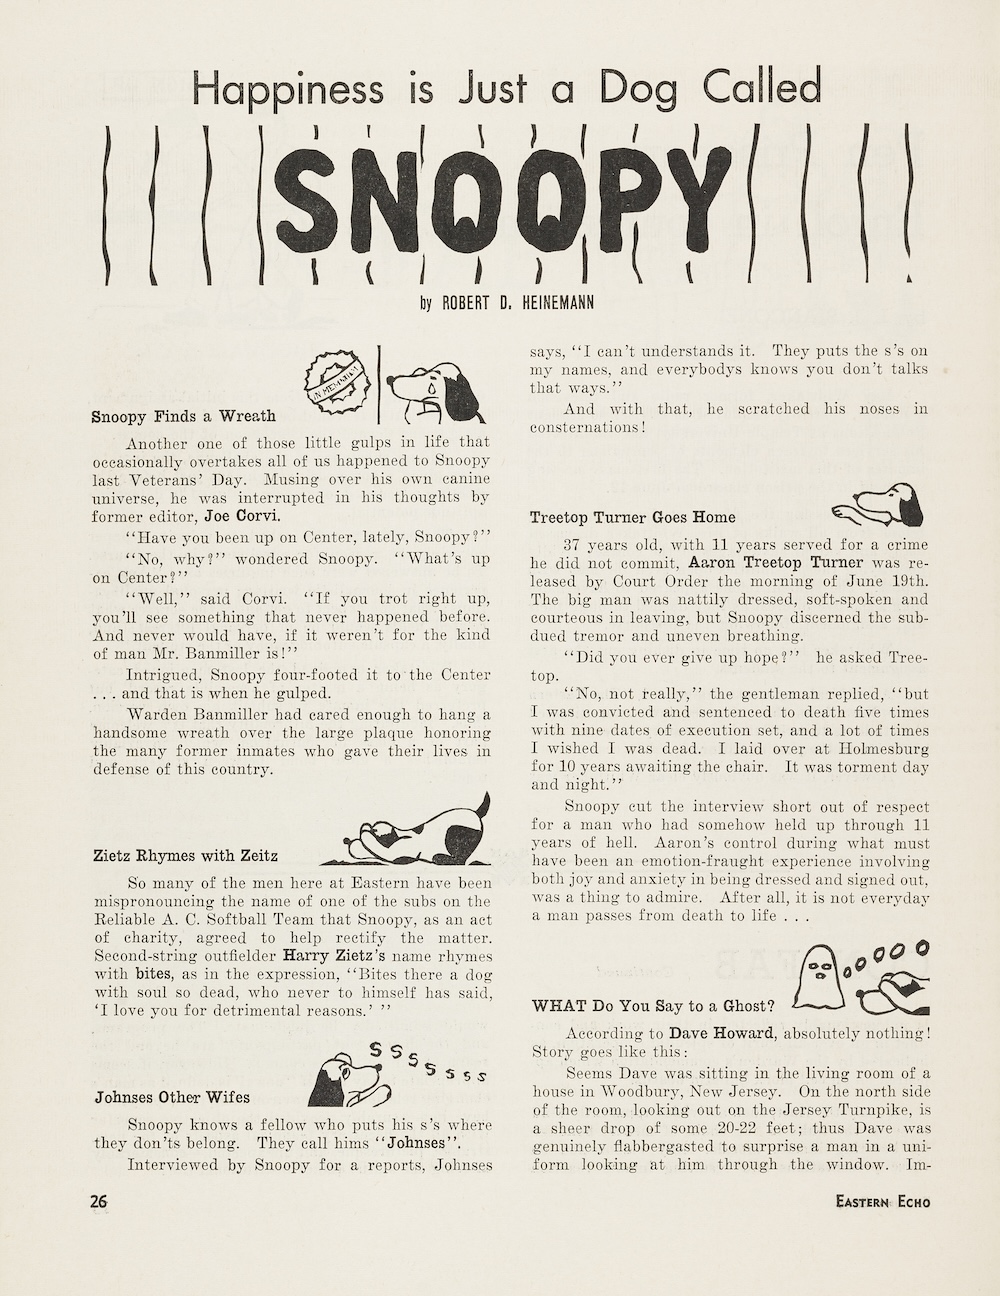 Happiness is Just a Dog Called
SNOOPY
by ROBERT D. HEINEMANN
IN MEMORIAM
Snoopy Finds a Wreath
Another one of those little gulps in life that
occasionally overtakes all of us happened to Snoopy
last Veterans' Day. Musing over his own canine
universe, he was interrupted in his thoughts by
former editor, Joe Corvi.
"Have you been up on Center, lately, Snoopy?"
"No, why?" wondered Snoopy. "What's up
on Center?"
"Well," said Corvi. "If you trot right up,
you'll see something that never happened before.
And never would have, if it weren't for the kind
of man Mr. Banmiller is!"
Intrigued, Snoopy four-footed it to the Center
. . . and that is when he gulped.
Warden Banmiller had cared enough to hang a
handsome wreath over the large plaque honoring
the many former inmates who gave their lives in
defense of this country.
Zietz Rhymes with Zeitz
So many of the men here at Eastern have been
mispronouncing the name of one of the subs on the
Reliable A. C. Softball Team that Snoopy, as an act
of charity, agreed to help rectify the matter.
Second-string outfielder Harry Zietz's name rhymes
with bites, as in the expression, "Bites there a dog
with soul so dead, who never to himself has said,
'I love you for detrimental reasons.' "
S S S S S S S
Johnses Other Wifes
Snoopy knows a fellow who puts his s's where
they don'ts belong. They call hims "Johnses".
Interviewed by Snoopy for a reports, Johnses
says, "I can't understands it. They puts the s's on
my names, and everybodys knows you don't talks
that ways."
And with that, he scratched his noses in
consternations!
Treetop Turner Goes Home
37 years old, with 11 years served for a crime
he did not commit, Aaron Treetop Turner was re-
leased by Court Order the morning of June 19th.
The big man was nattily dressed, soft-spoken and
courteous in leaving, but Snoopy discerned the sub-
dued tremor and uneven breathing.
"Did you ever give up hope?" he asked Tree-
top.
"No, not really," the gentleman replied, "but
I was convicted and sentenced to death five times
with nine dates of execution set, and a lot of times
I wished I was dead. I laid over at Holmesburg
for 10 years awaiting the chair. It was torment day
and night."
Snoopy cut the interview short out of respect
for a man who had somehow held up through 11
years of hell. Aaron's control during what must
have been an emotion-fraught experience involving
both joy and anxiety in being dressed and signed out,
was a thing to admire. After all, it is not everyday
a man passes from death to life . . .
WHAT Do You Say to a Ghost?
According to Dave Howard, absolutely nothing!
Story goes like this:
Seems Dave was sitting in the living room of a
house in Woodbury, New Jersey. On the north side
of the room, looking out on the Jersey Turnpike, is
a sheer drop of some 20-22 feet; thus Dave was
genuinely flabbergasted to surprise a man in a uni-
form looking at him through the window. Im-
26
EASTERN ECHO